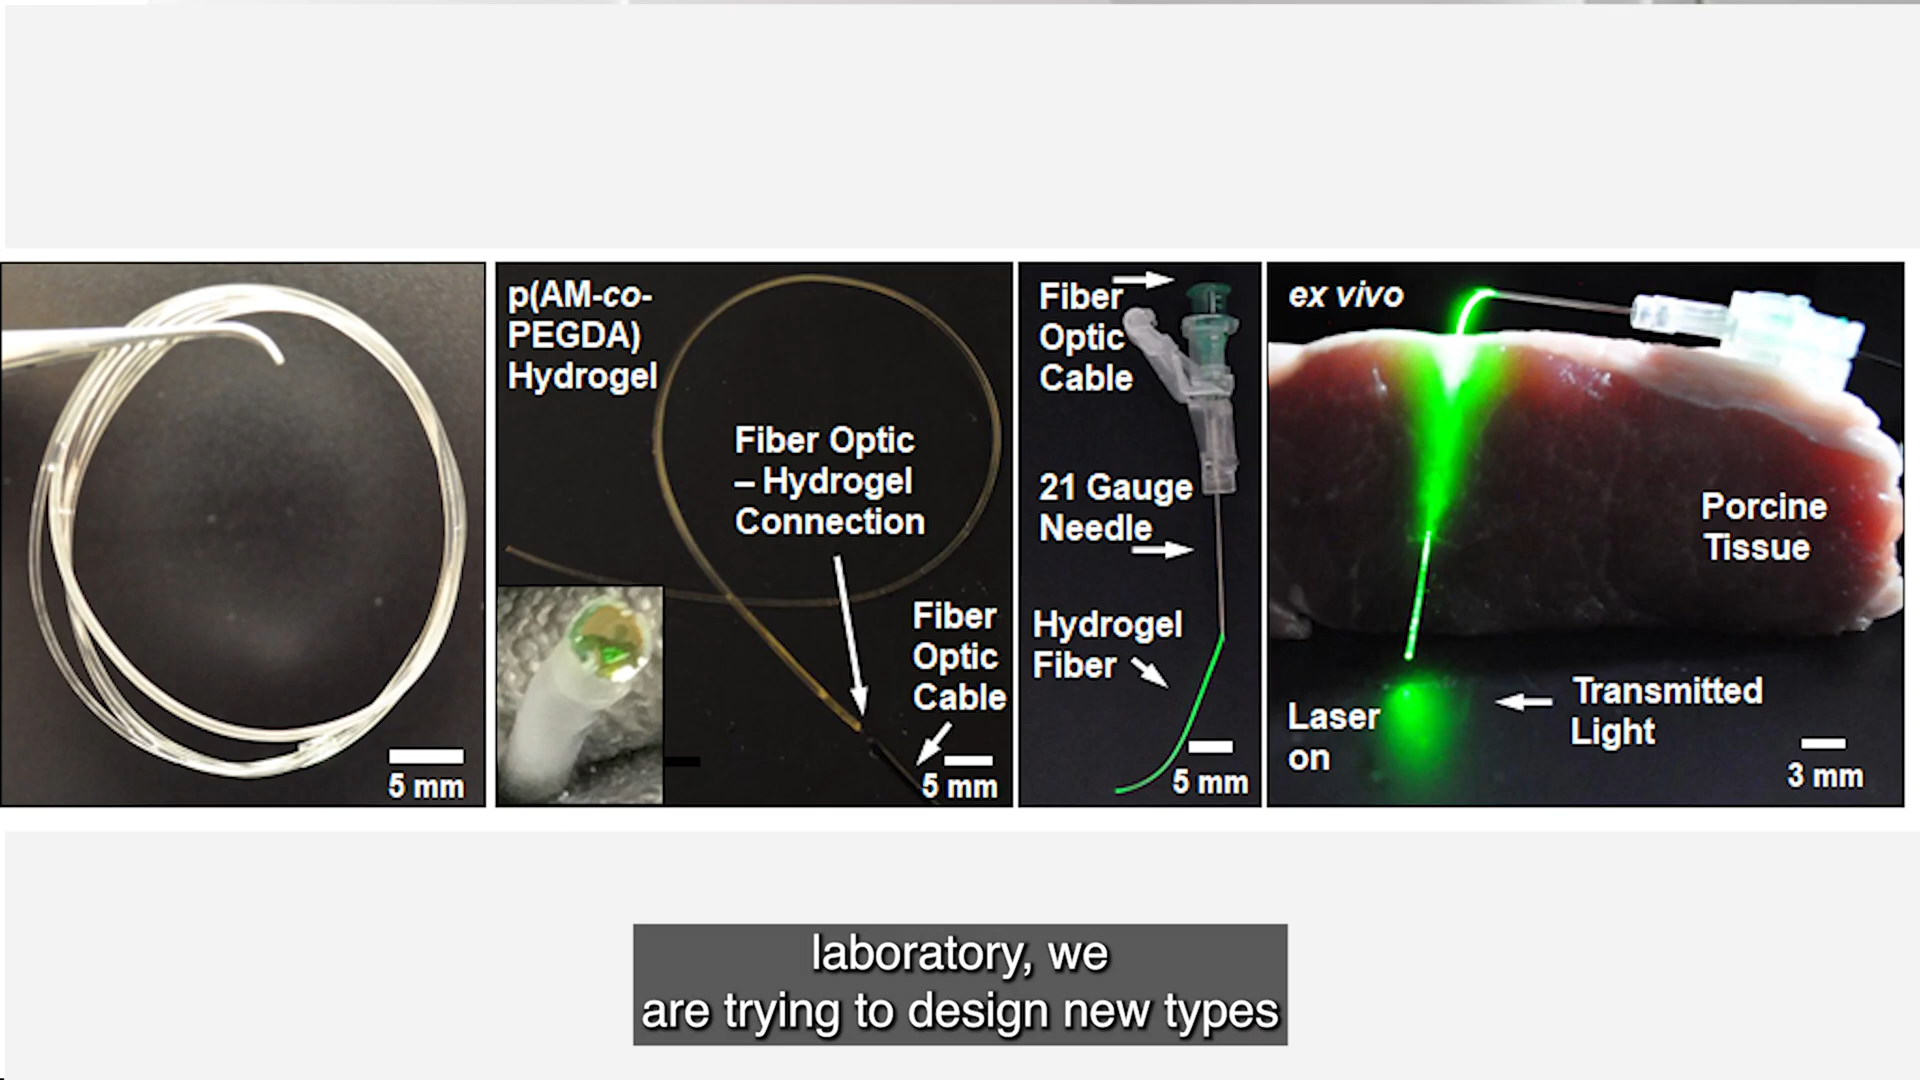 5 mm
p(AM-co-
PEGDA)
Hydrogel
Fiber Optic
– Hydrogel
Connection
Fiber
Optic
Cable
5 mm
Fiber
Optic
Cable
21 Gauge
Needle
Hydrogel
Fiber
5 mm
ex vivo
Porcine
Tissue
Laser
on
Transmitted
Light
3 mm
laboratory, we
are trying to design new types